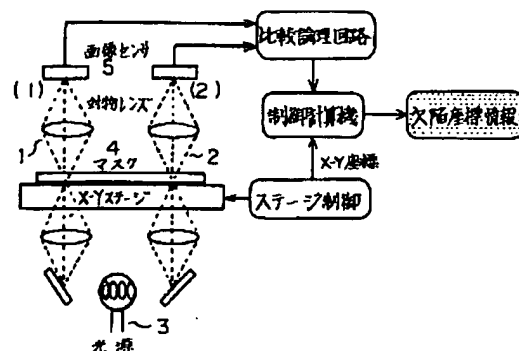 画像センサ
5
比較論理回路
(1)
(2)
対物レンズ
制御計算機
欠陥座標情報
1
4
2
マスク
X-Y座標
X-Yステージ
ステージ制御
3
光源